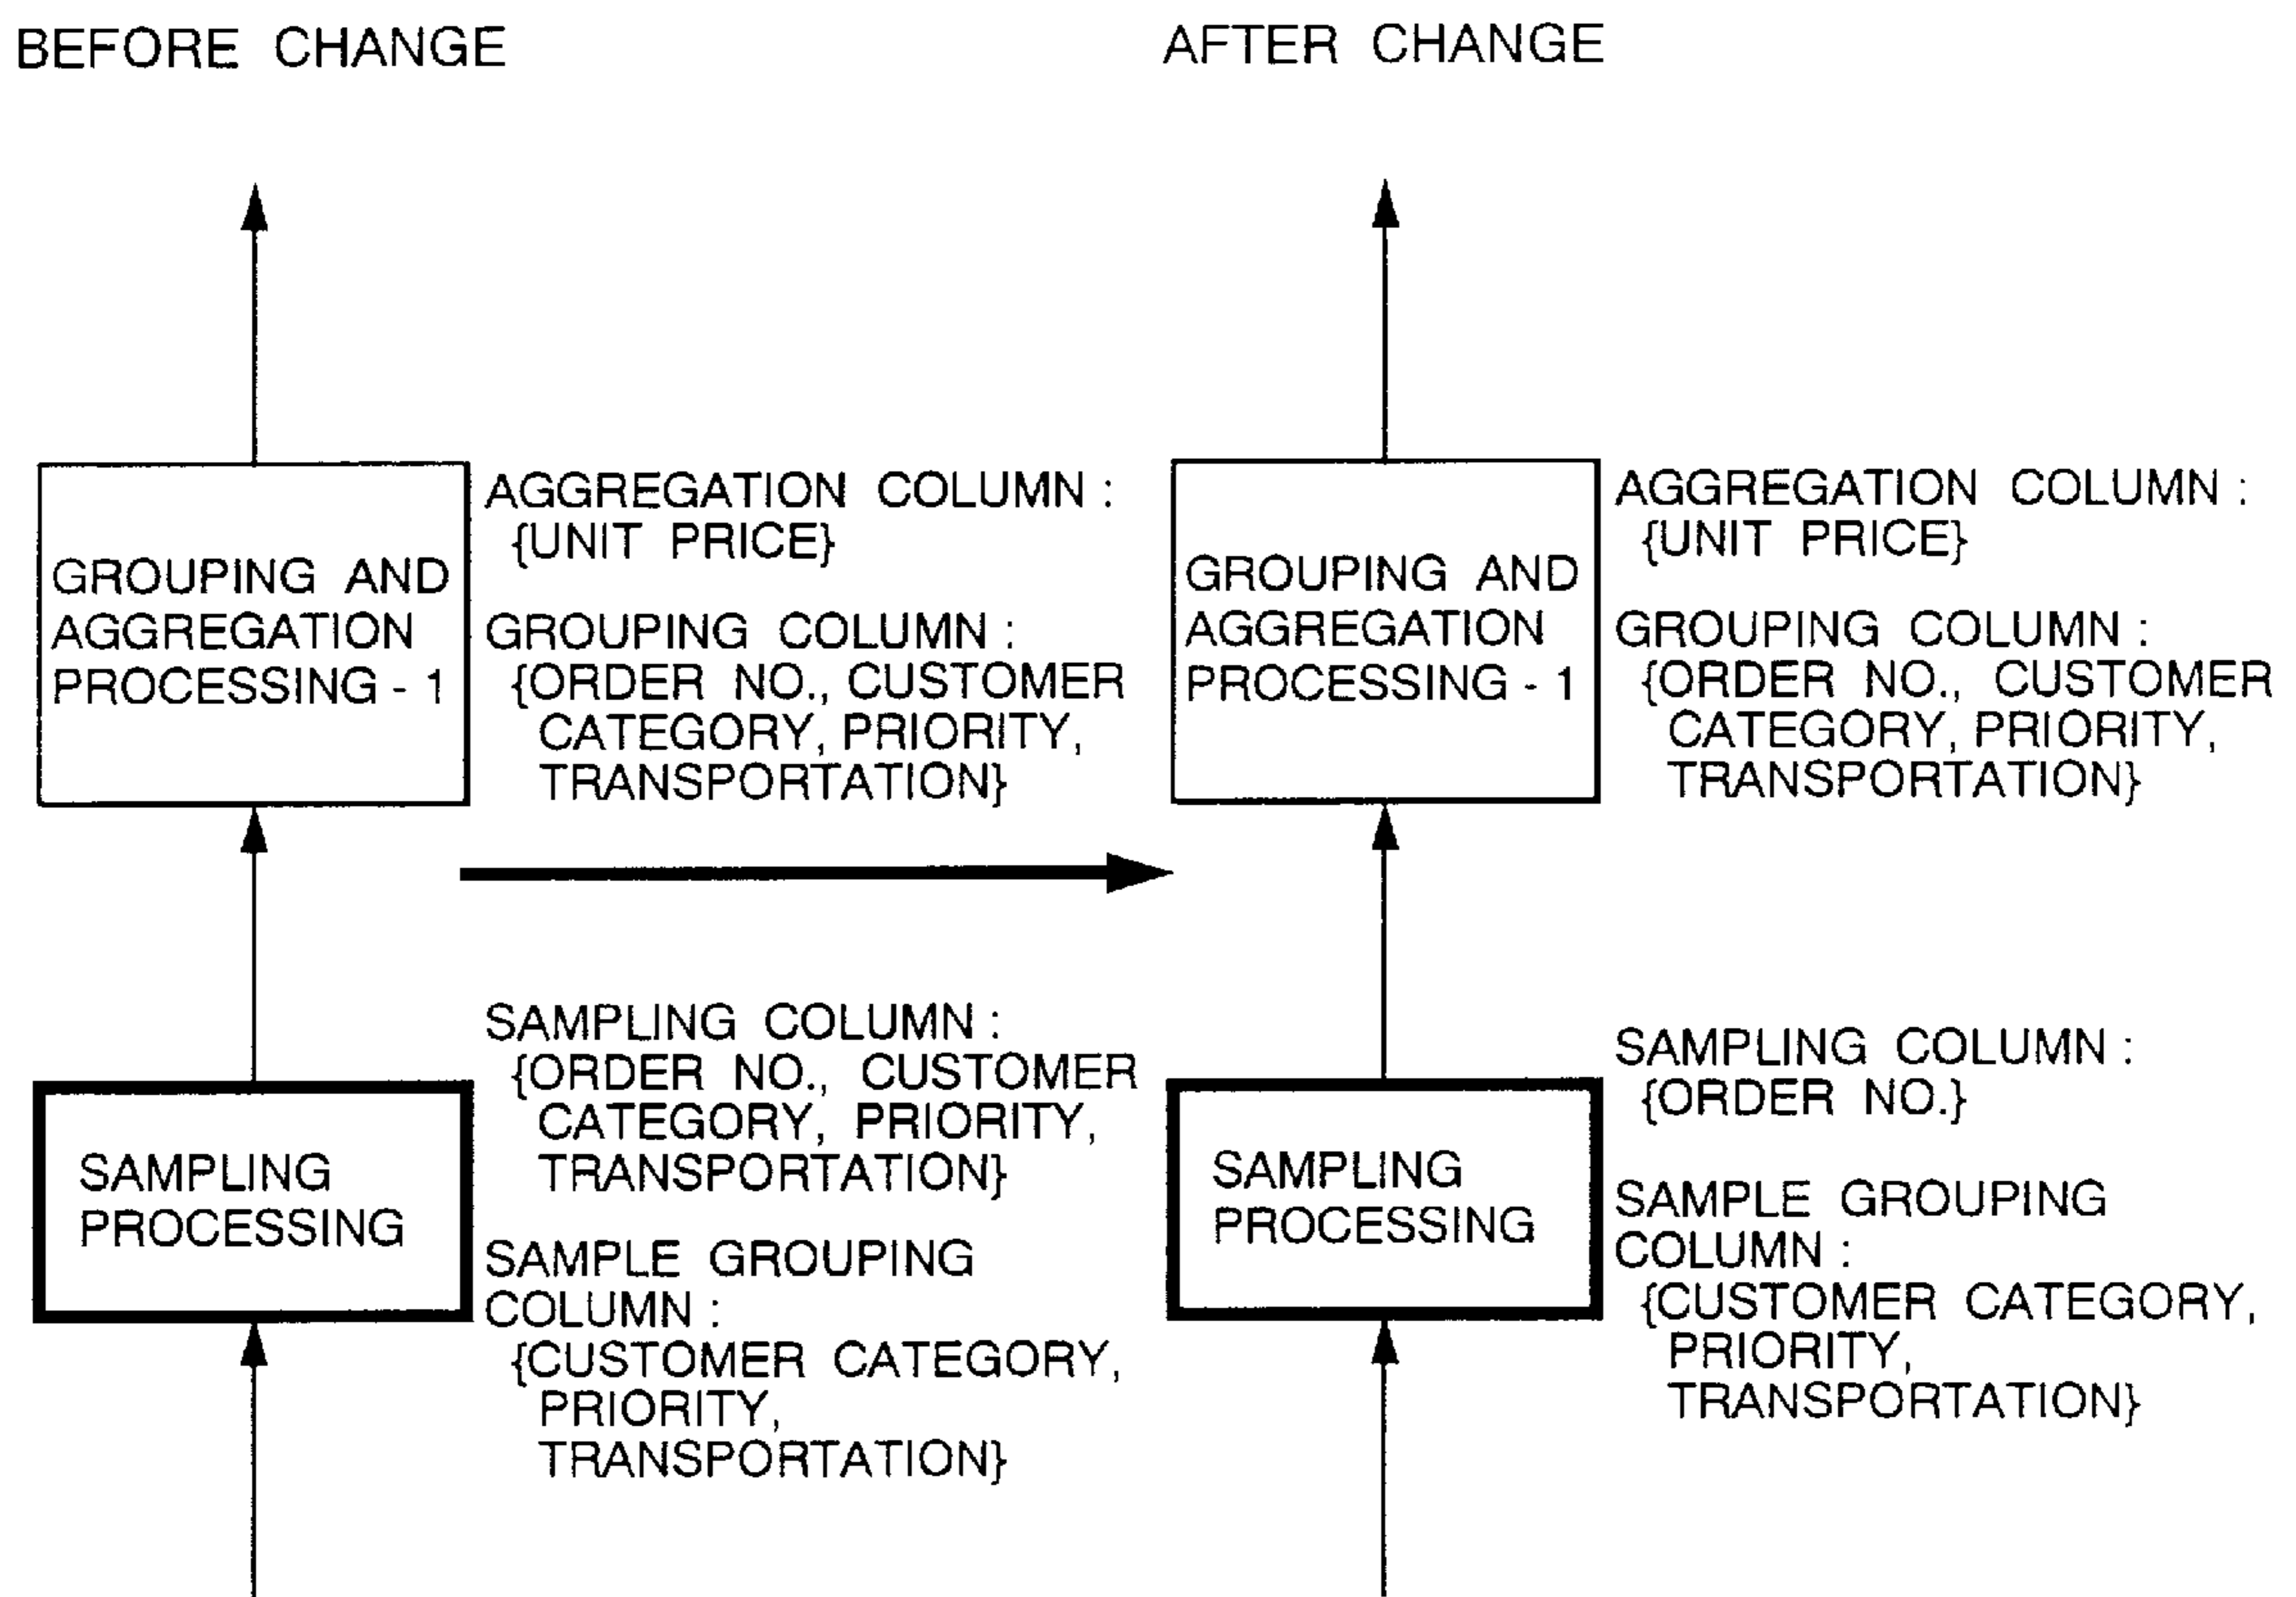 BEFORE CHANGE
AFTER CHANGE
GROUPING AND
AGGREGATION
PROCESSING - 1
AGGREGATION COLUMN :
{UNIT PRICE}
GROUPING COLUMN :
{ORDER NO., CUSTOMER
CATEGORY, PRIORITY,
TRANSPORTATION}
SAMPLING
PROCESSING
SAMPLING COLUMN :
{ORDER NO., CUSTOMER
CATEGORY, PRIORITY,
TRANSPORTATION}
SAMPLE GROUPING
COLUMN :
{CUSTOMER CATEGORY,
PRIORITY,
TRANSPORTATION}
GROUPING AND
AGGREGATION
PROCESSING - 1
AGGREGATION COLUMN :
{UNIT PRICE}
GROUPING COLUMN :
{ORDER NO., CUSTOMER
CATEGORY, PRIORITY,
TRANSPORTATION}
SAMPLING
PROCESSING
SAMPLING COLUMN :
{ORDER NO.}
SAMPLE GROUPING
COLUMN :
{CUSTOMER CATEGORY,
PRIORITY,
TRANSPORTATION}